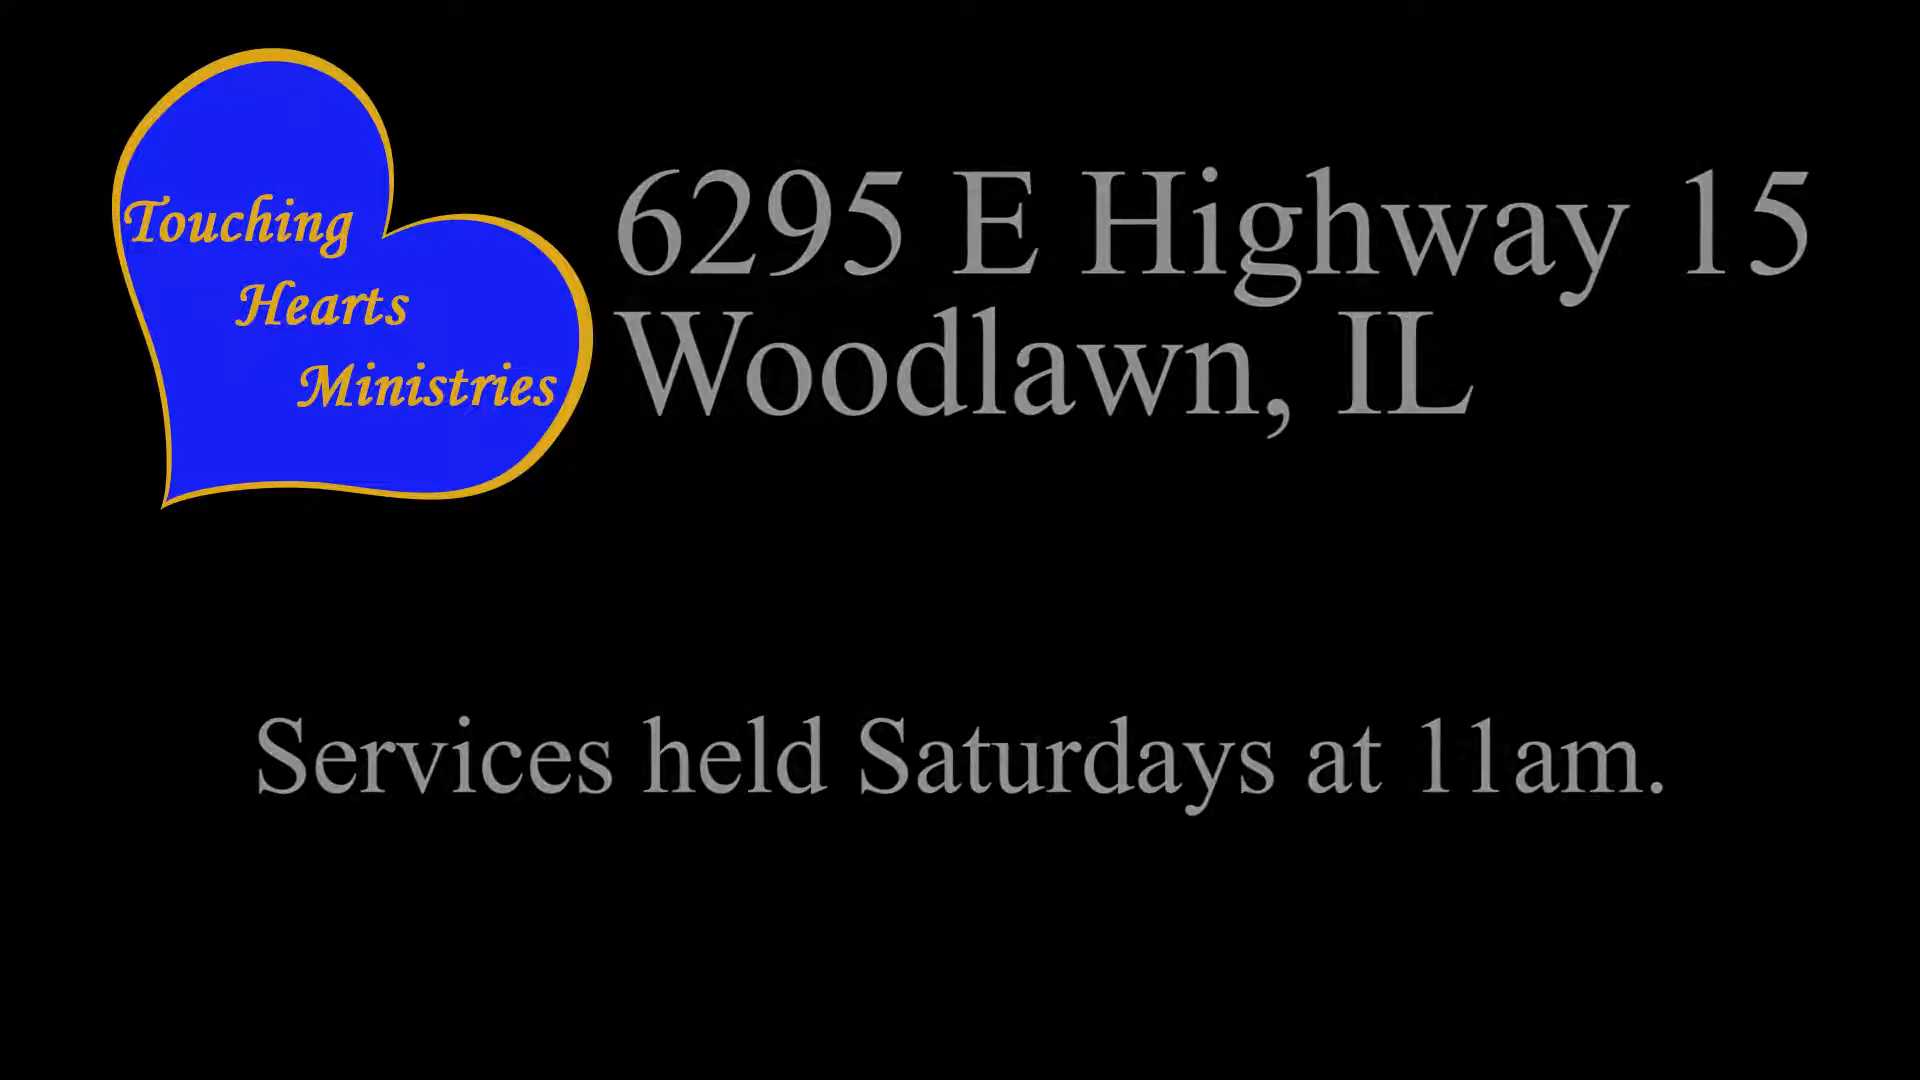 Touching
Hearts
Ministries
6295 E Highway 15
Woodlawn, IL
Services held Saturdays at 11am.